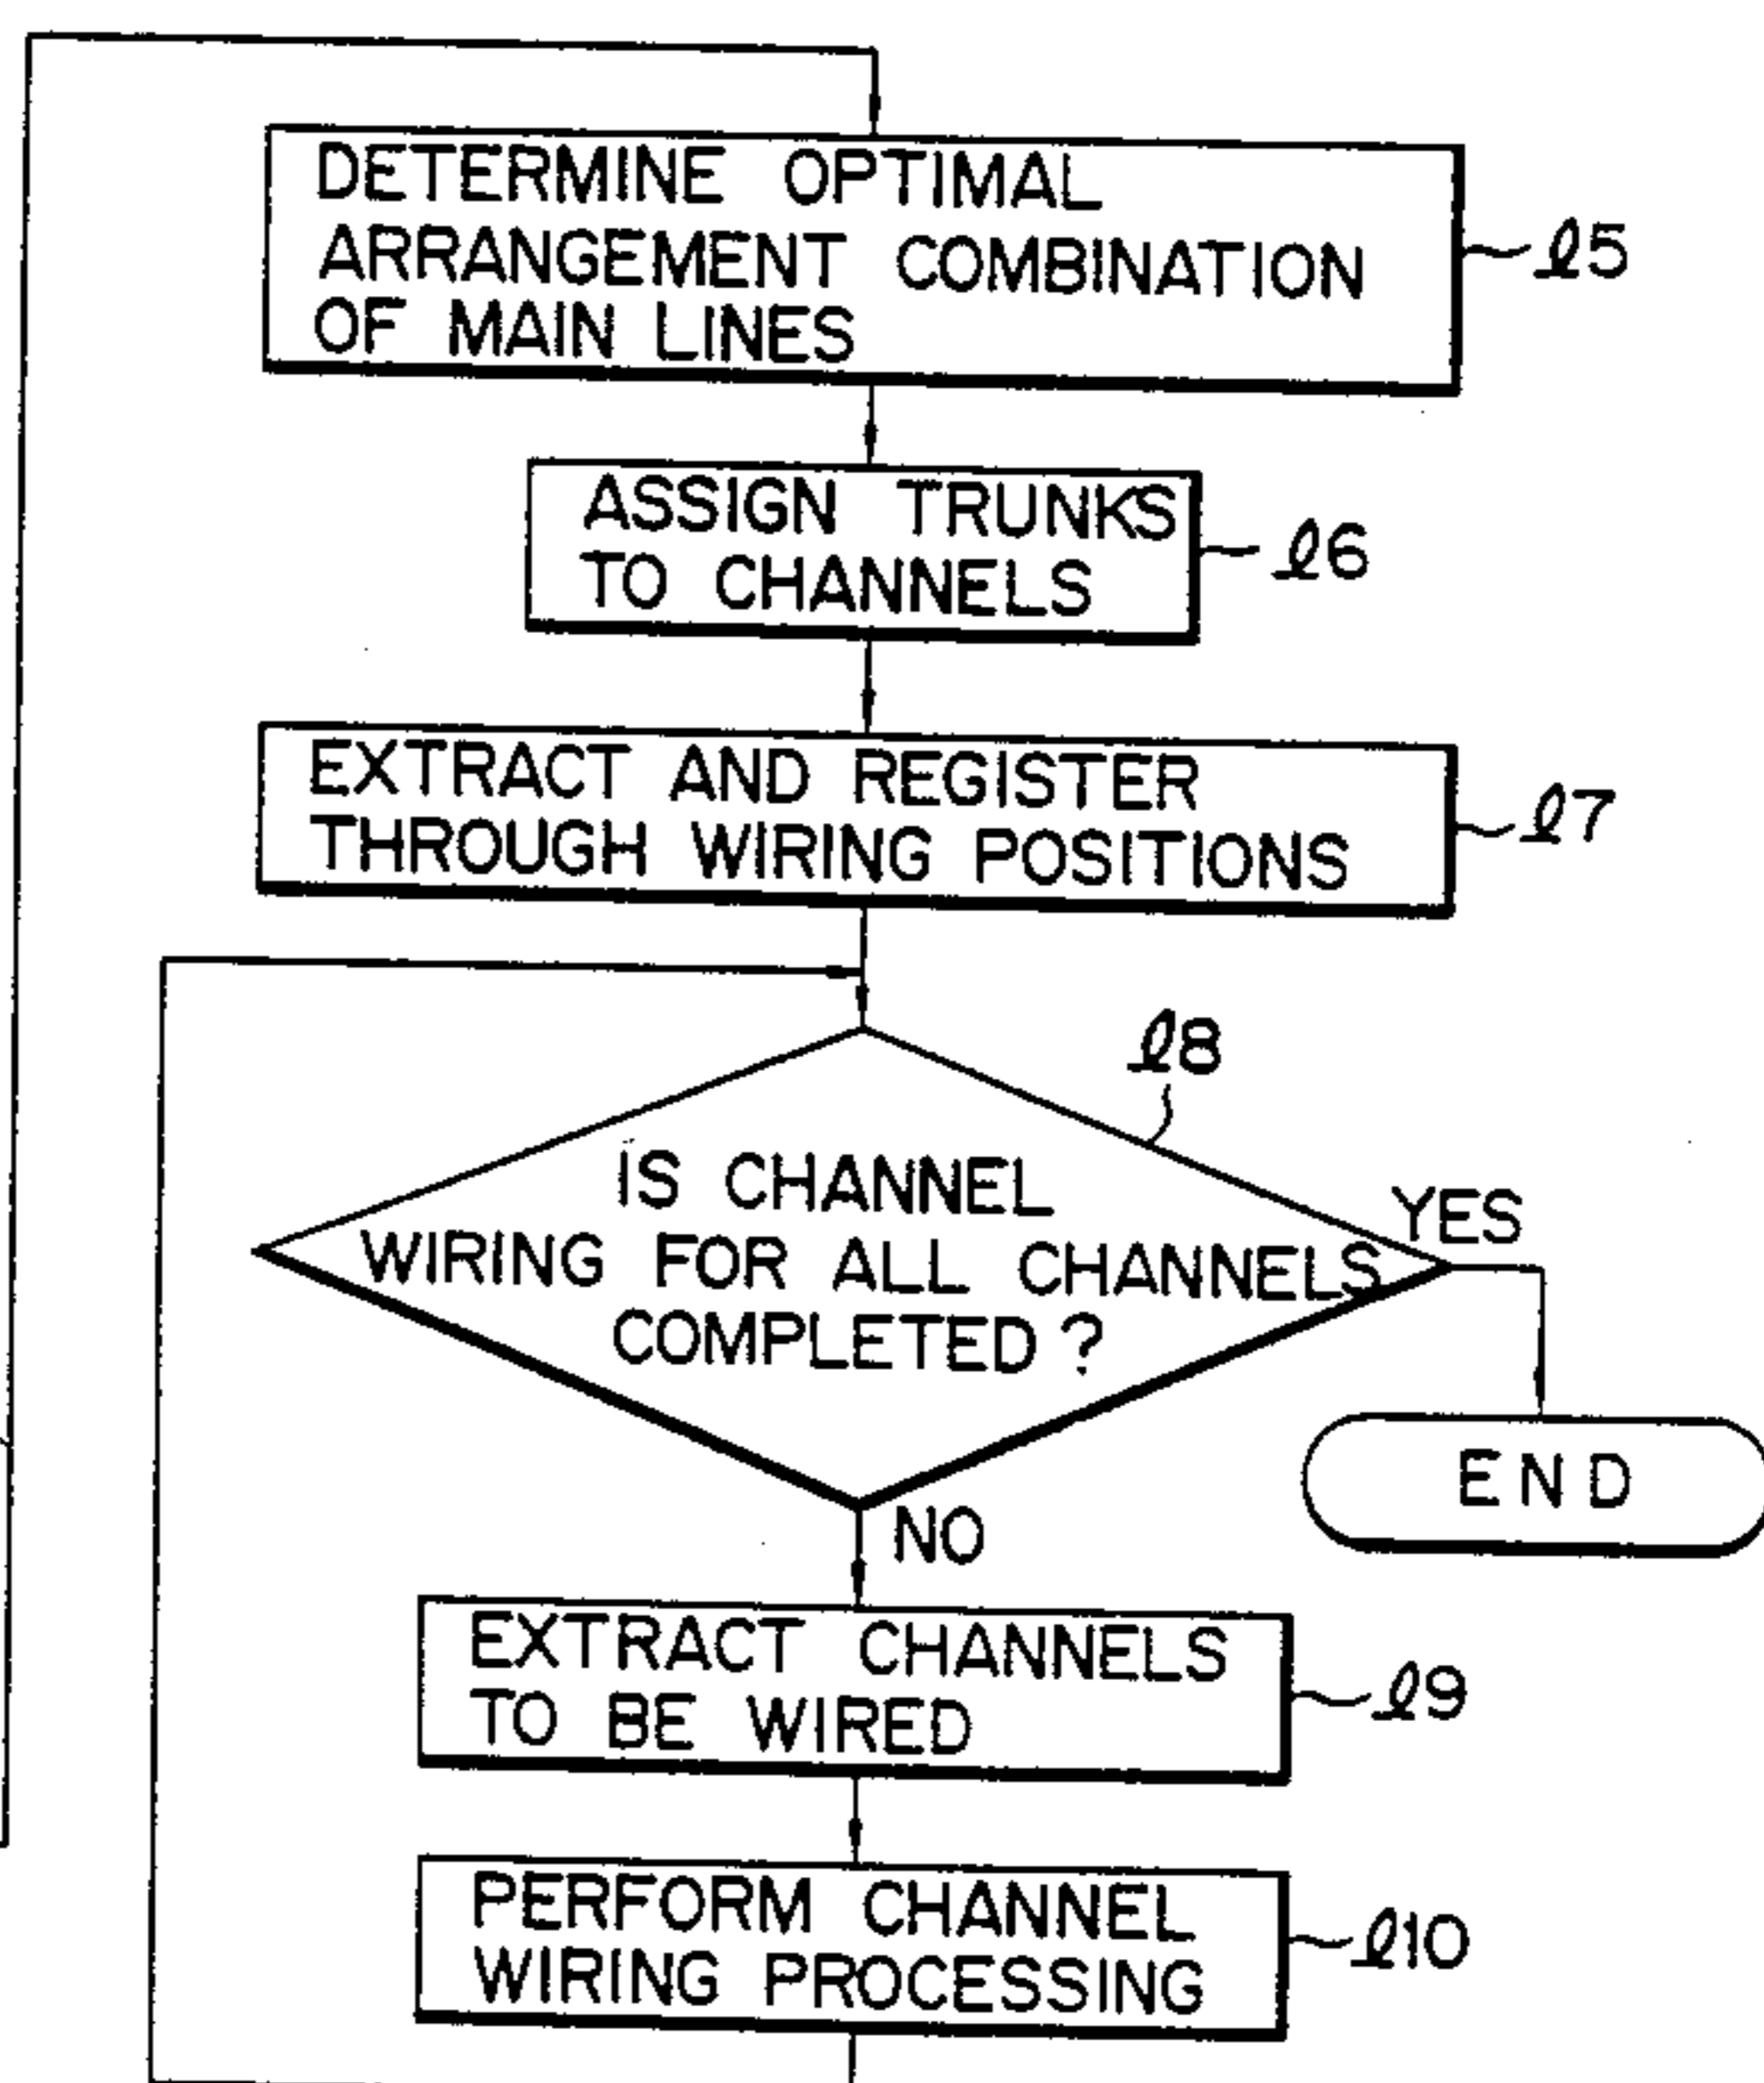 DETERMINE OPTIMAL
ARRANGEMENT COMBINATION
OF MAIN LINES
ℓ5
ASSIGN TRUNKS
TO CHANNELS
ℓ6
EXTRACT AND REGISTER
THROUGH WIRING POSITIONS
ℓ7
ℓ8
IS CHANNEL
WIRING FOR ALL CHANNELS
COMPLETED ?
YES
END
NO
EXTRACT CHANNELS
TO BE WIRED
ℓ9
PERFORM CHANNEL
WIRING PROCESSING
ℓ10